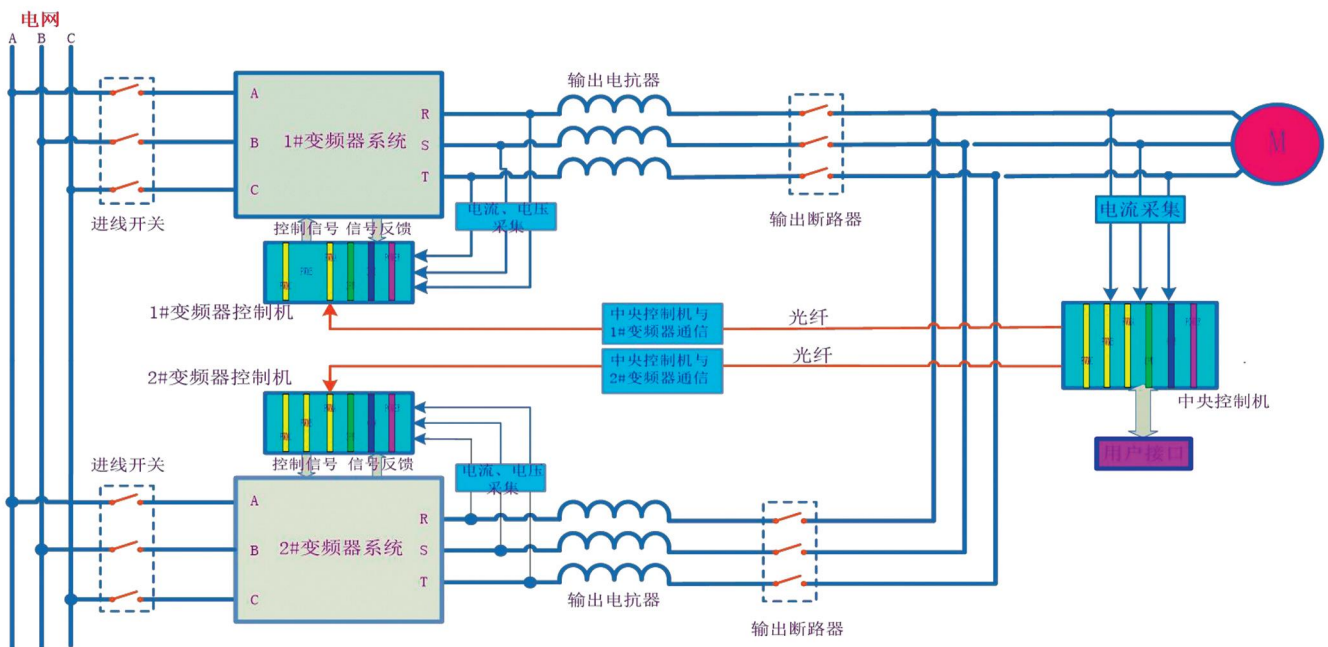 电网
A B C
输出电抗器
A
R
1#变频器系统
B
S
C
T
进线开关
输出断路器
M
电流、电压
采集
电流采集
控制信号 信号反馈
1#变频器控制机
中央控制机与
1#变频器通信
光纤
中央控制机与
2#变频器通信
光纤
2#变频器控制机
中央控制机
用户接口
进线开关
控制信号 信号反馈
电流、电压
采集
A
R
2#变频器系统
B
S
C
T
输出电抗器
输出断路器